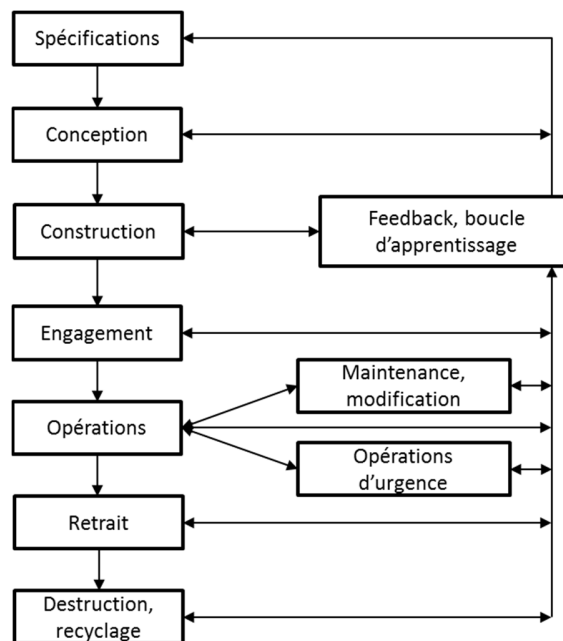 Spécifications
Conception
Construction
Feedback, boucle
d’apprentissage
Engagement
Maintenance,
modification
Opérations
Opérations
d’urgence
Retrait
Destruction,
recyclage